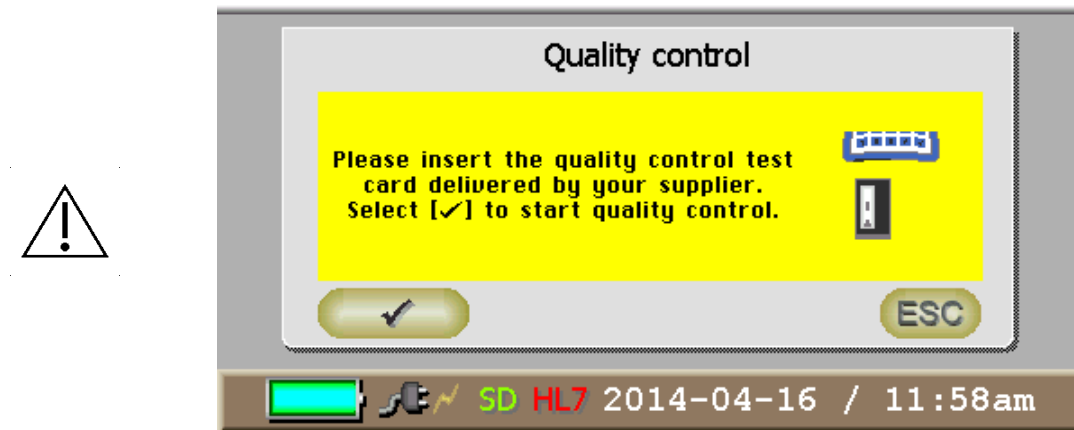 Quality control
Please insert the quality control test
card delivered by your supplier.
Select [✓] to start quality control.
✓ ESC
SD HL7 2014-04-16 / 11:58am